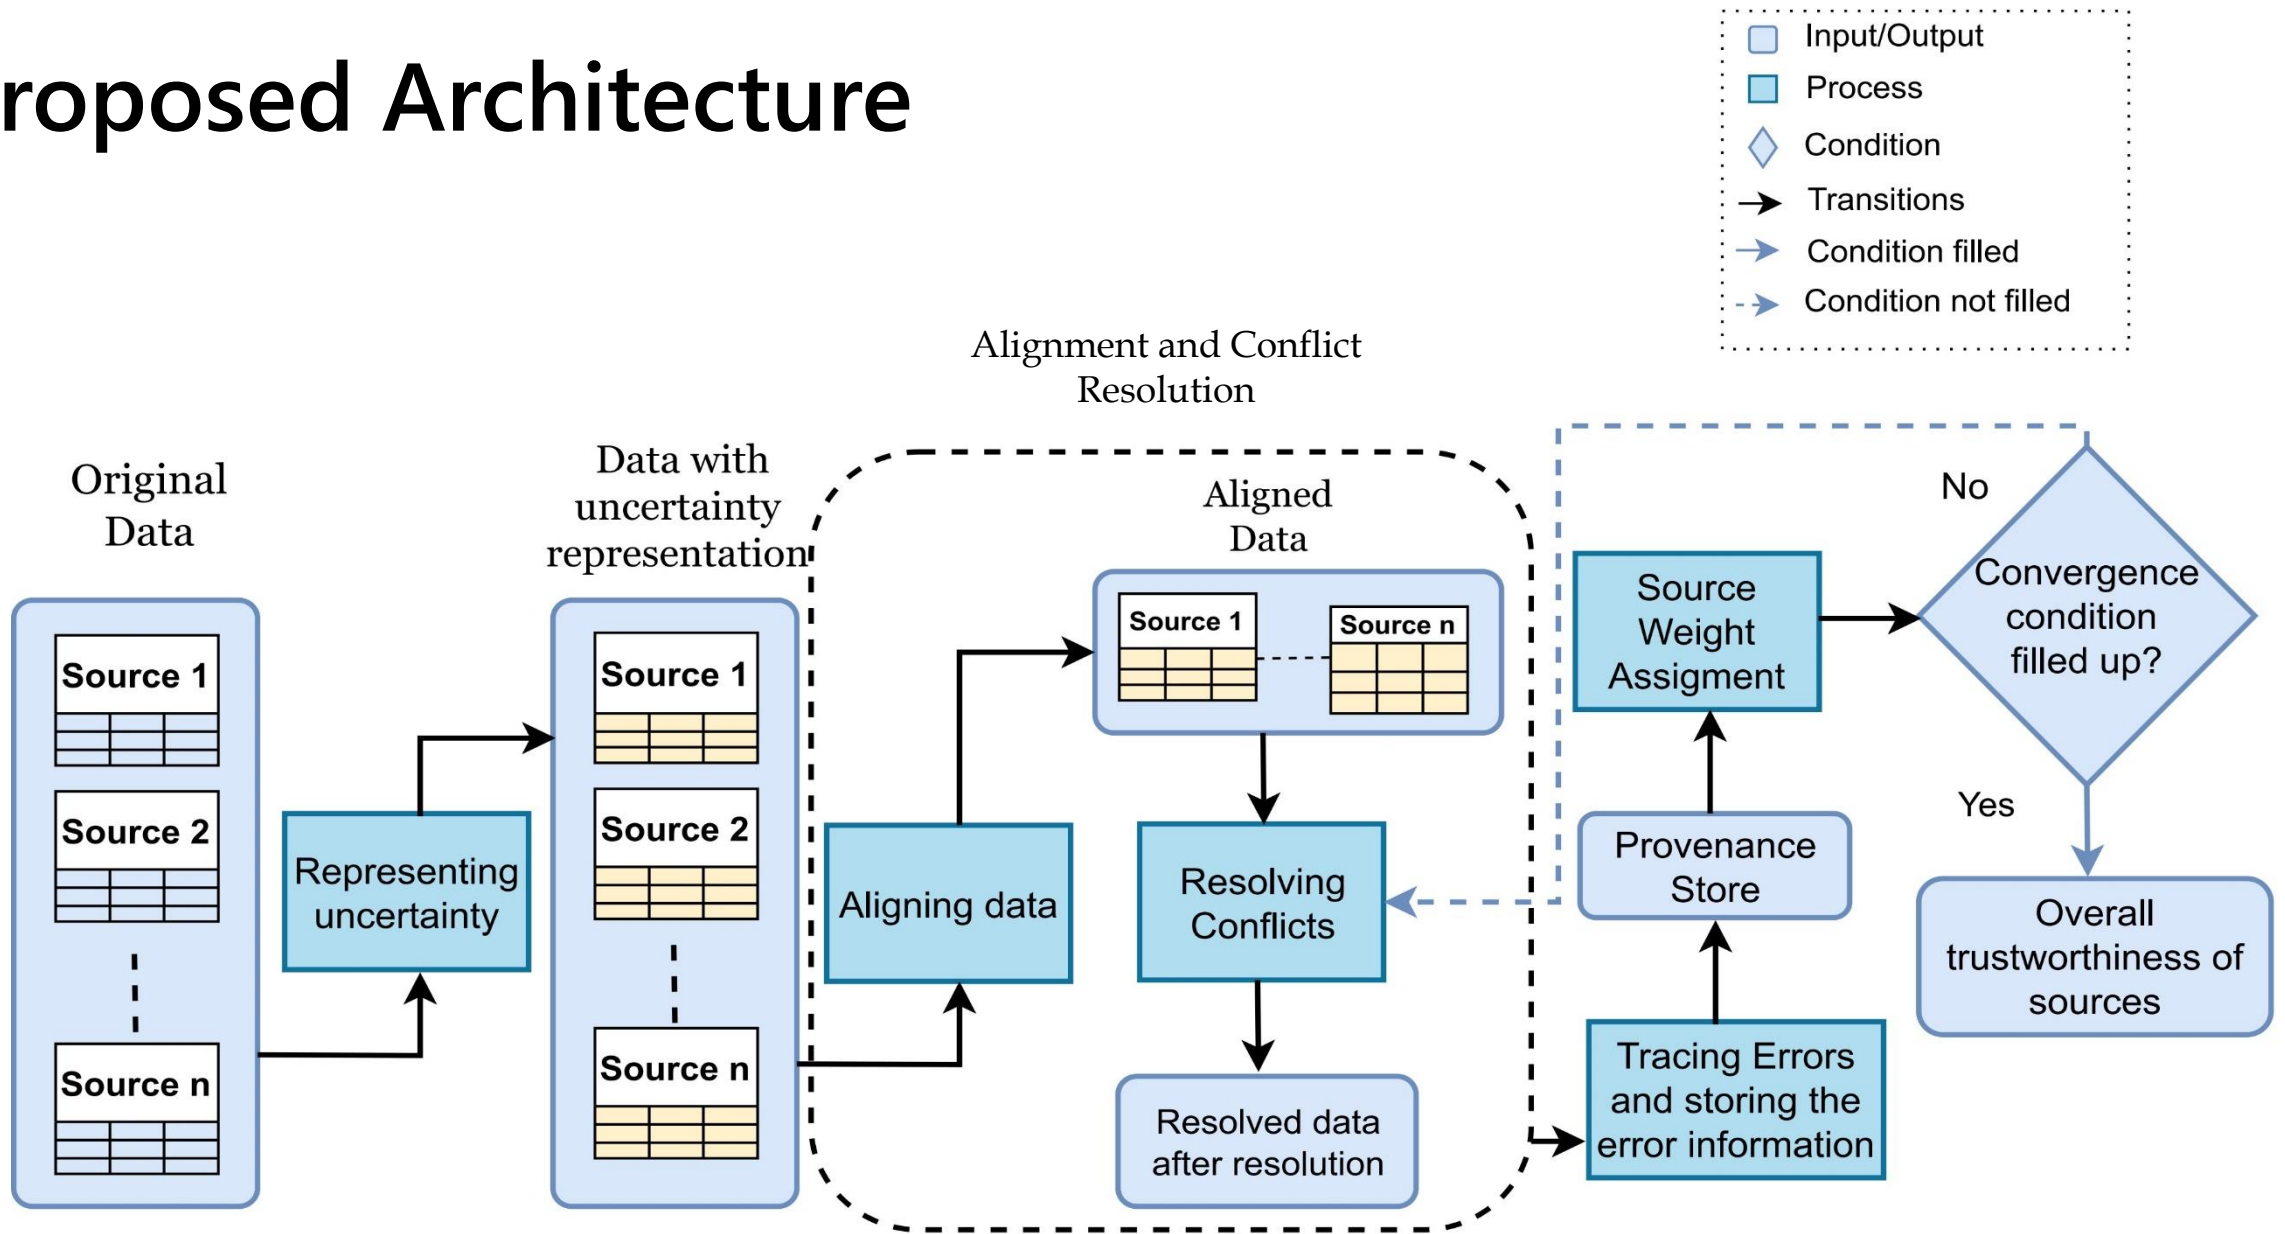 roposed Architecture
Input/Output
Process
Condition
Transitions
Condition filled
Condition not filled
Original
Data
Source 1
Source 2
Source n
Representing
uncertainty
Data with
uncertainty
representation
Source 1
Source 2
Source n
Alignment and Conflict
Resolution
Aligning data
Aligned
Data
Source 1
Source n
Resolving
Conflicts
Resolved data
after resolution
Tracing Errors
and storing the
error information
Provenance
Store
Source
Weight
Assigment
No
Convergence
condition
filled up?
Yes
Overall
trustworthiness of
sources